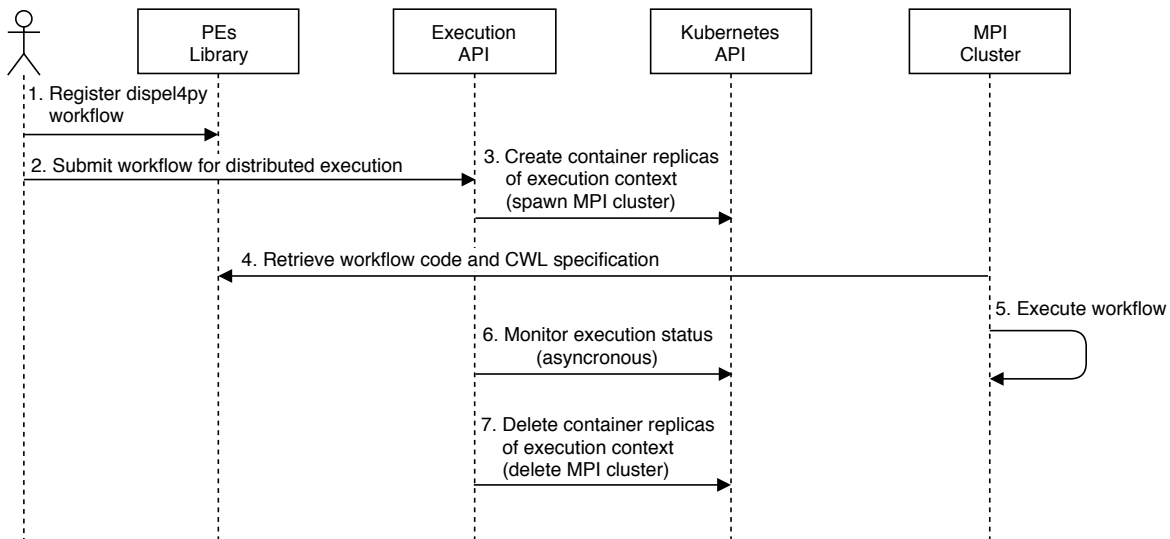 PEs
Library
Execution
API
Kubernetes
API
MPI
Cluster
1. Register dispel4py
workflow
2. Submit workflow for distributed execution
3. Create container replicas
of execution context
(spawn MPI cluster)
4. Retrieve workflow code and CWL specification
5. Execute workflow
6. Monitor execution status
(asyncronous)
7. Delete container replicas
of execution context
(delete MPI cluster)